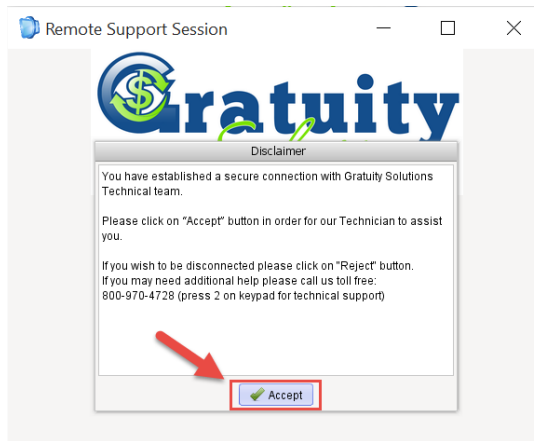 Remote Support Session
Gratuity
Disclaimer
You have established a secure connection with Gratuity Solutions
Technical team.
Please click on "Accept" button in order for our Technician to assist
you.
If you wish to be disconnected please click on "Reject" button.
If you may need additional help please call us toll free:
800-970-4728 (press 2 on keypad for technical support)
Accept